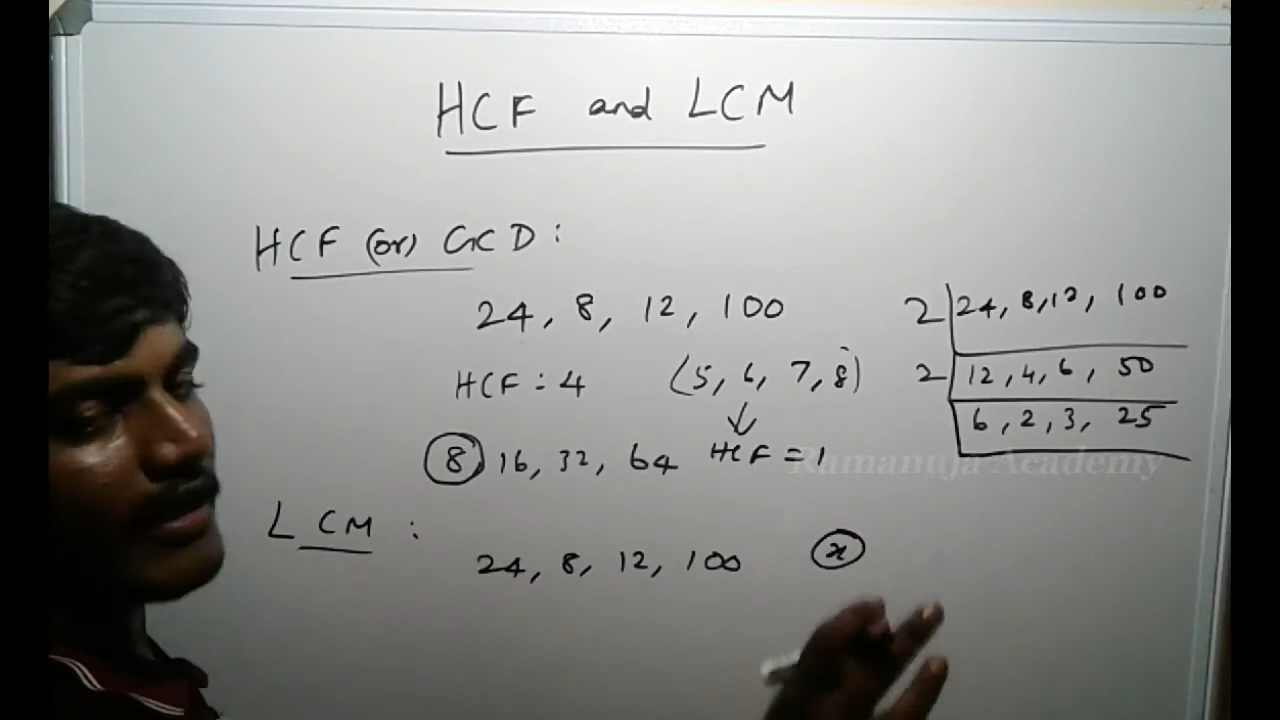 HCF and LCM
HCF (or) GCD :
24, 8, 12, 100
HCF = 4 (5, 6, 7, 8)
↓
8 16, 32, 64 HCF = 1
2 24, 8, 12, 100
2 12, 4, 6, 50
6, 2, 3, 25
Ramanuja Academy
LCM :
24, 8, 12, 100 x